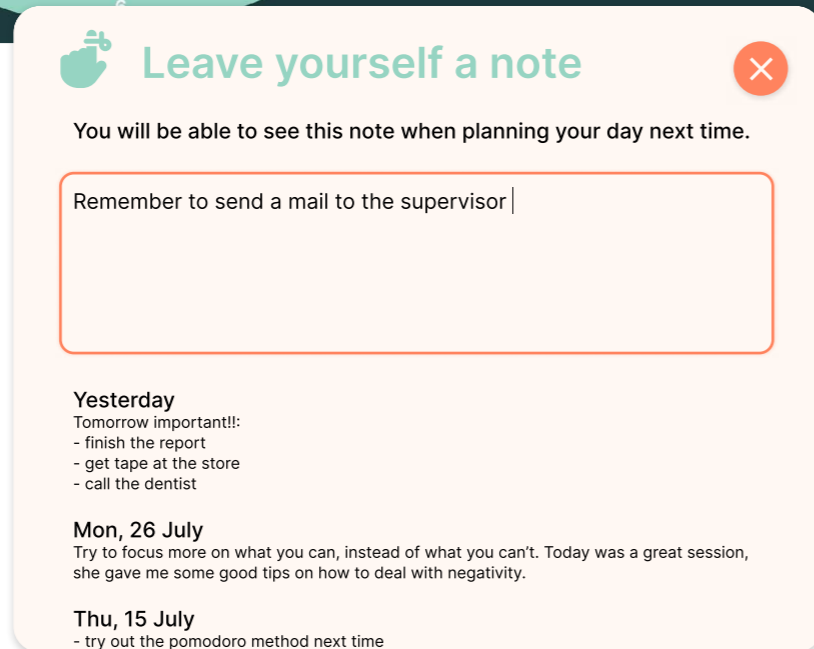 Leave yourself a note
You will be able to see this note when planning your day next time.
Remember to send a mail to the supervisor
Yesterday
Tomorrow important!!:
- finish the report
- get tape at the store
- call the dentist
Mon, 26 July
Try to focus more on what you can, instead of what you can’t. Today was a great session,
she gave me some good tips on how to deal with negativity.
Thu, 15 July
- try out the pomodoro method next time